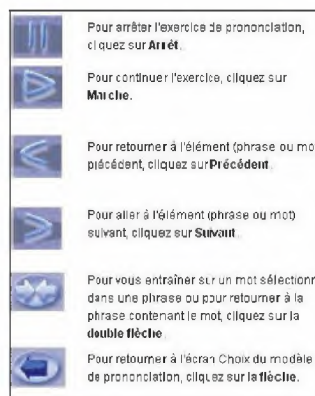 Pour arrêter l'exercice de prononciation,
cliquez sur Arrêt.
Pour continuer l'exercice, cliquez sur
Marche.
Pour retourner à l'élément (phrase ou mo
précédent, cliquez sur Précédent.
Pour aller à l'élément (phrase ou mot)
suivant, cliquez sur Suivant.
Pour vous entraîner sur un mot sélectionn
dans une phrase ou pour retourner à la
phrase contenant le mot, cliquez sur la
double flèche.
Pour retourner à l'écran Choix du modèle
de prononciation, cliquez sur la flèche.